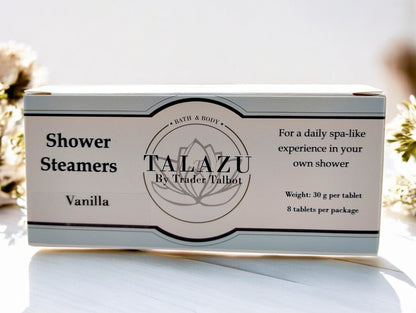 Shower
Steamers
Vanilla
• BATH & BODY •
TALAZU
By Trader Talbot
For a daily spa-like
experience in your
own shower
Weight: 30 g per tablet
8 tablets per package